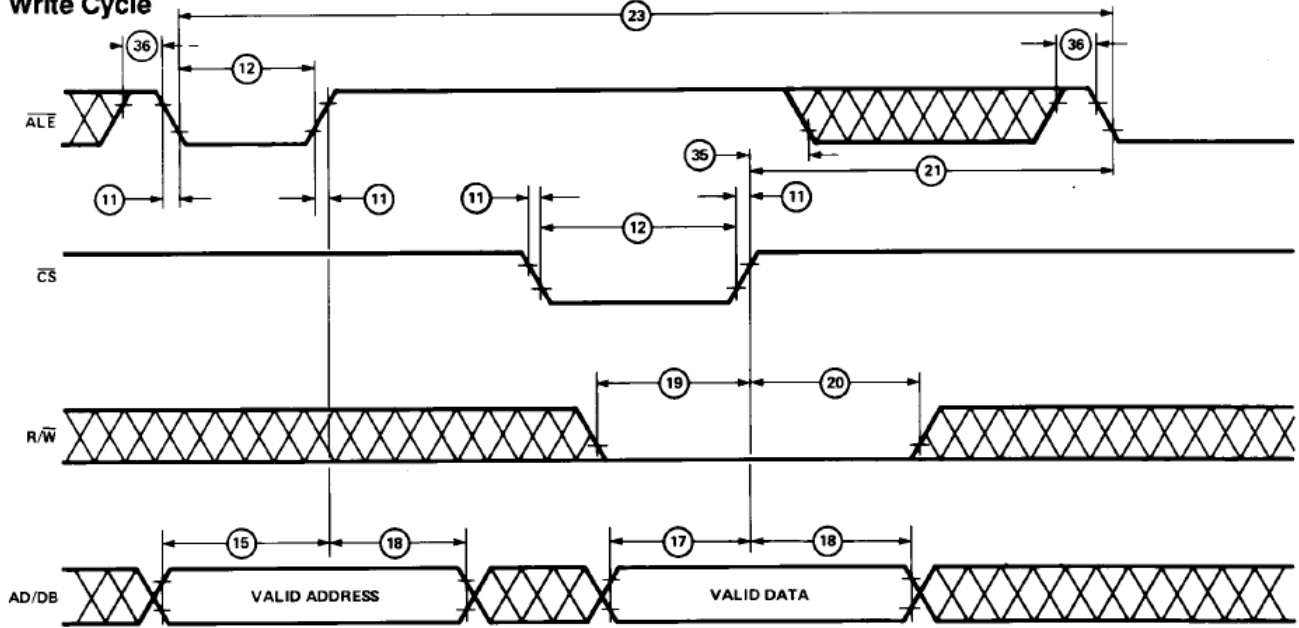 Write Cycle
23
36
12
36
ALE
35
21
11
11
11
11
12
CS
19
20
R/W
15
18
17
18
AD/DB
VALID ADDRESS
VALID DATA